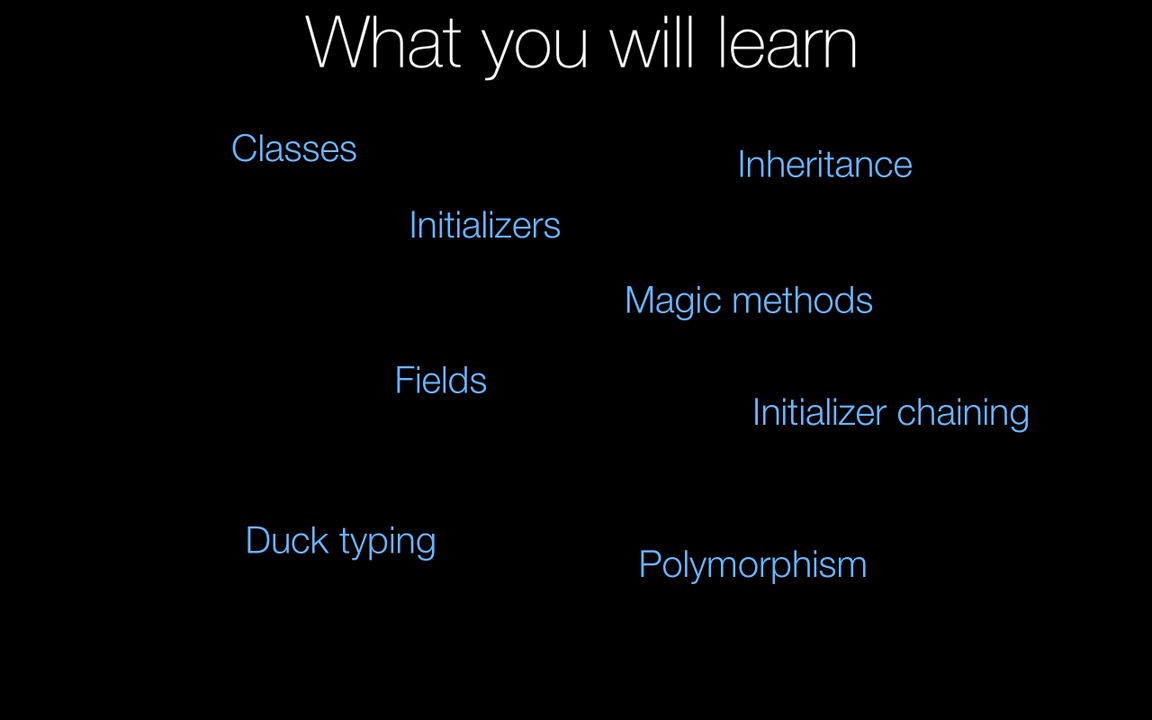 What you will learn
Classes
Inheritance
Initializers
Magic methods
Fields
Initializer chaining
Duck typing
Polymorphism